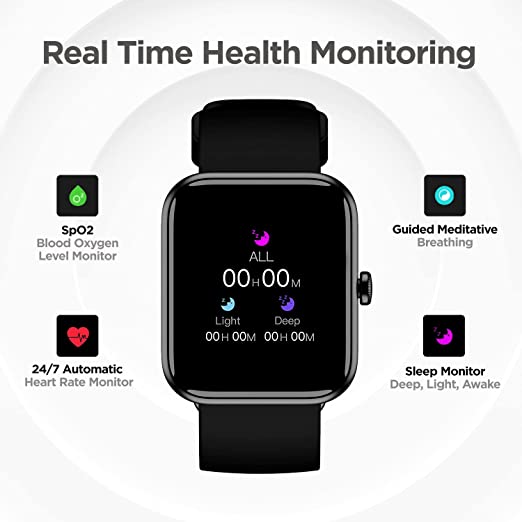 Real Time Health Monitoring
SpO2
Blood Oxygen
Level Monitor
Guided Meditative
Breathing
ALL
00H00M
Light
Deep
00H 00M
00H 00M
24/7 Automatic
Heart Rate Monitor
Sleep Monitor
Deep, Light, Awake